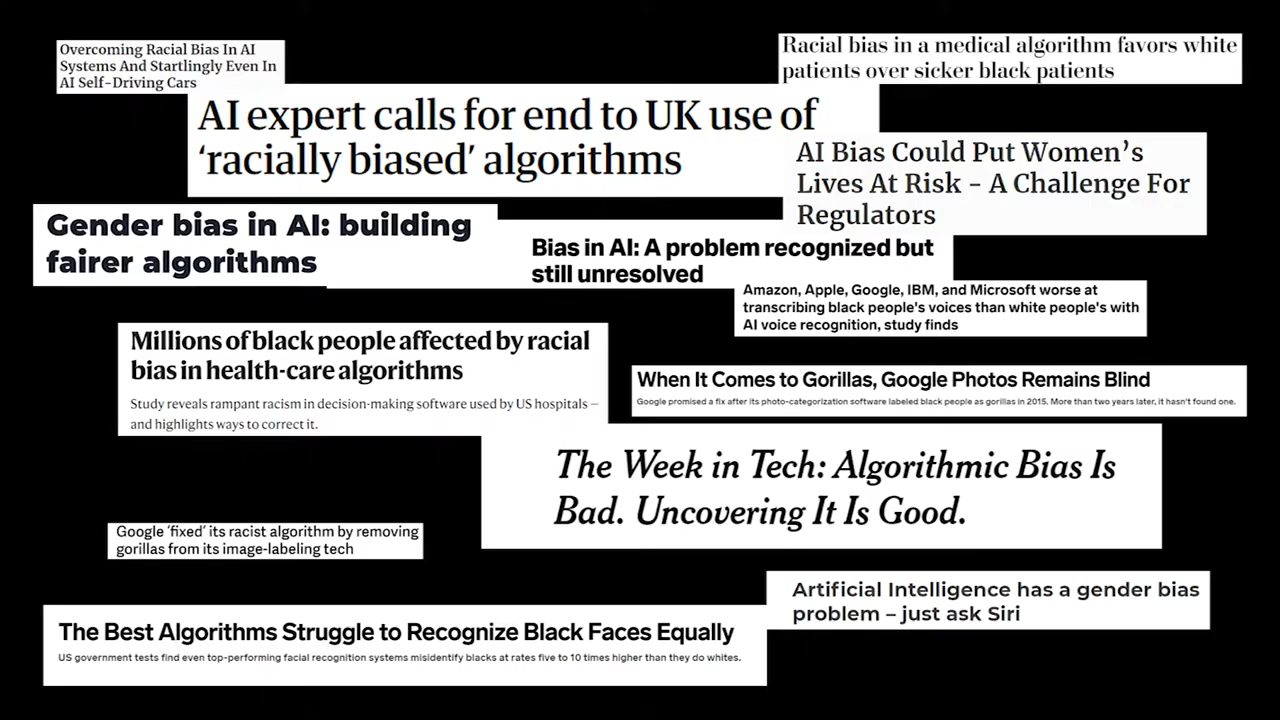 Overcoming Racial Bias In AI
Systems And Startlingly Even In
AI Self-Driving Cars
Racial bias in a medical algorithm favors white
patients over sicker black patients
AI expert calls for end to UK use of
‘racially biased’ algorithms
AI Bias Could Put Women’s
Lives At Risk - A Challenge For
Regulators
Gender bias in AI: building
fairer algorithms
Bias in AI: A problem recognized but
still unresolved
Amazon, Apple, Google, IBM, and Microsoft worse at
transcribing black people's voices than white people's with
AI voice recognition, study finds
Millions of black people affected by racial
bias in health-care algorithms
Study reveals rampant racism in decision-making software used by US hospitals –
and highlights ways to correct it.
When It Comes to Gorillas, Google Photos Remains Blind
Google promised a fix after its photo-categorization software labeled black people as gorillas in 2015. More than two years later, it hasn't found one.
The Week in Tech: Algorithmic Bias Is
Bad. Uncovering It Is Good.
Google ‘fixed’ its racist algorithm by removing
gorillas from its image-labeling tech
Artificial Intelligence has a gender bias
problem – just ask Siri
The Best Algorithms Struggle to Recognize Black Faces Equally
US government tests find even top-performing facial recognition systems misidentify blacks at rates five to 10 times higher than they do whites.